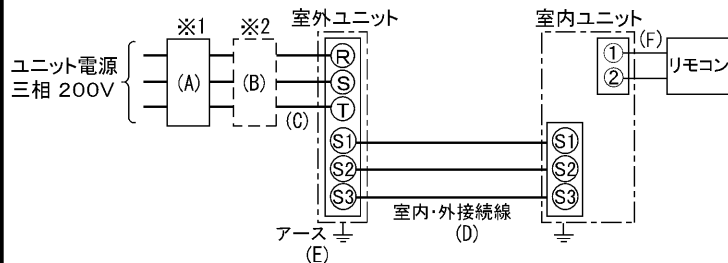 ※1
※2
室外ユニット
室内ユニット
ユニット電源
三相 200V
(A)
(B)
(C)
R
S
T
S1
S2
S3
室内・外接続線
(D)
アース
(E)
①
②
(F)
リモコン
S1
S2
S3